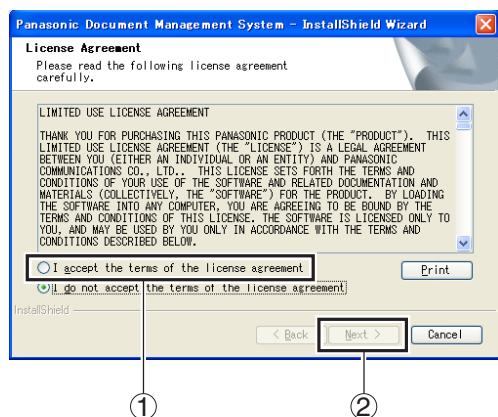 Panasonic Document Management System - InstallShield Wizard
License Agreement
Please read the following license agreement
carefully.
LIMITED USE LICENSE AGREEMENT
THANK YOU FOR PURCHASING THIS PANASONIC PRODUCT (THE "PRODUCT"). THIS
LIMITED USE LICENSE AGREEMENT (THE "LICENSE") IS A LEGAL AGREEMENT
BETWEEN YOU (EITHER AN INDIVIDUAL OR AN ENTITY) AND PANASONIC
COMMUNICATIONS CO., LTD.. THIS LICENSE SETS FORTH THE TERMS AND
CONDITIONS OF YOUR USE OF THE SOFTWARE AND RELATED DOCUMENTATION AND
MATERIALS (COLLECTIVELY, THE "SOFTWARE") FOR THE PRODUCT. BY LOADING
THE SOFTWARE INTO ANY COMPUTER, YOU ARE AGREEING TO BE BOUND BY THE
TERMS AND CONDITIONS OF THIS LICENSE. THE SOFTWARE IS LICENSED ONLY TO
YOU, AND MAY BE USED BY YOU ONLY IN ACCORDANCE WITH THE TERMS AND
CONDITIONS DESCRIBED BELOW.
I accept the terms of the license agreement
Print
I do not accept the terms of the license agreement
InstallShield
< Back Next > Cancel
① ②